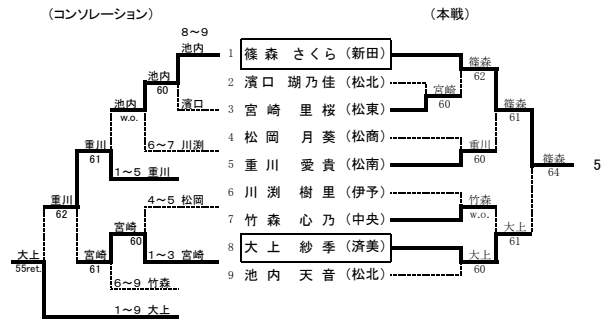 (コンソレーション) (本戦)
8~9
池内 1 篠森 さくら (新田)
池内 篠森
60 2 濱口 瑚乃佳 (松北) 62
宮崎
池内 濱口 3 宮崎 里桜 (松東) 60 篠森
w.o. 61
4 松岡 月葵 (松商)
重川 6~7 川渕 重川
61 5 重川 愛貴 (松南) 60
1~5 重川 篠森 5
64
6 川渕 樹里 (伊予)
重川 4~5 松岡 竹森
62 7 竹森 心乃 (中央) w.o.
宮崎 大上
60 8 大上 紗季 (済美) 61
大上 宮崎 1~3 宮崎 大上
55ret. 61 9 池内 天音 (松北) 60
6~9 竹森
1~9 大上